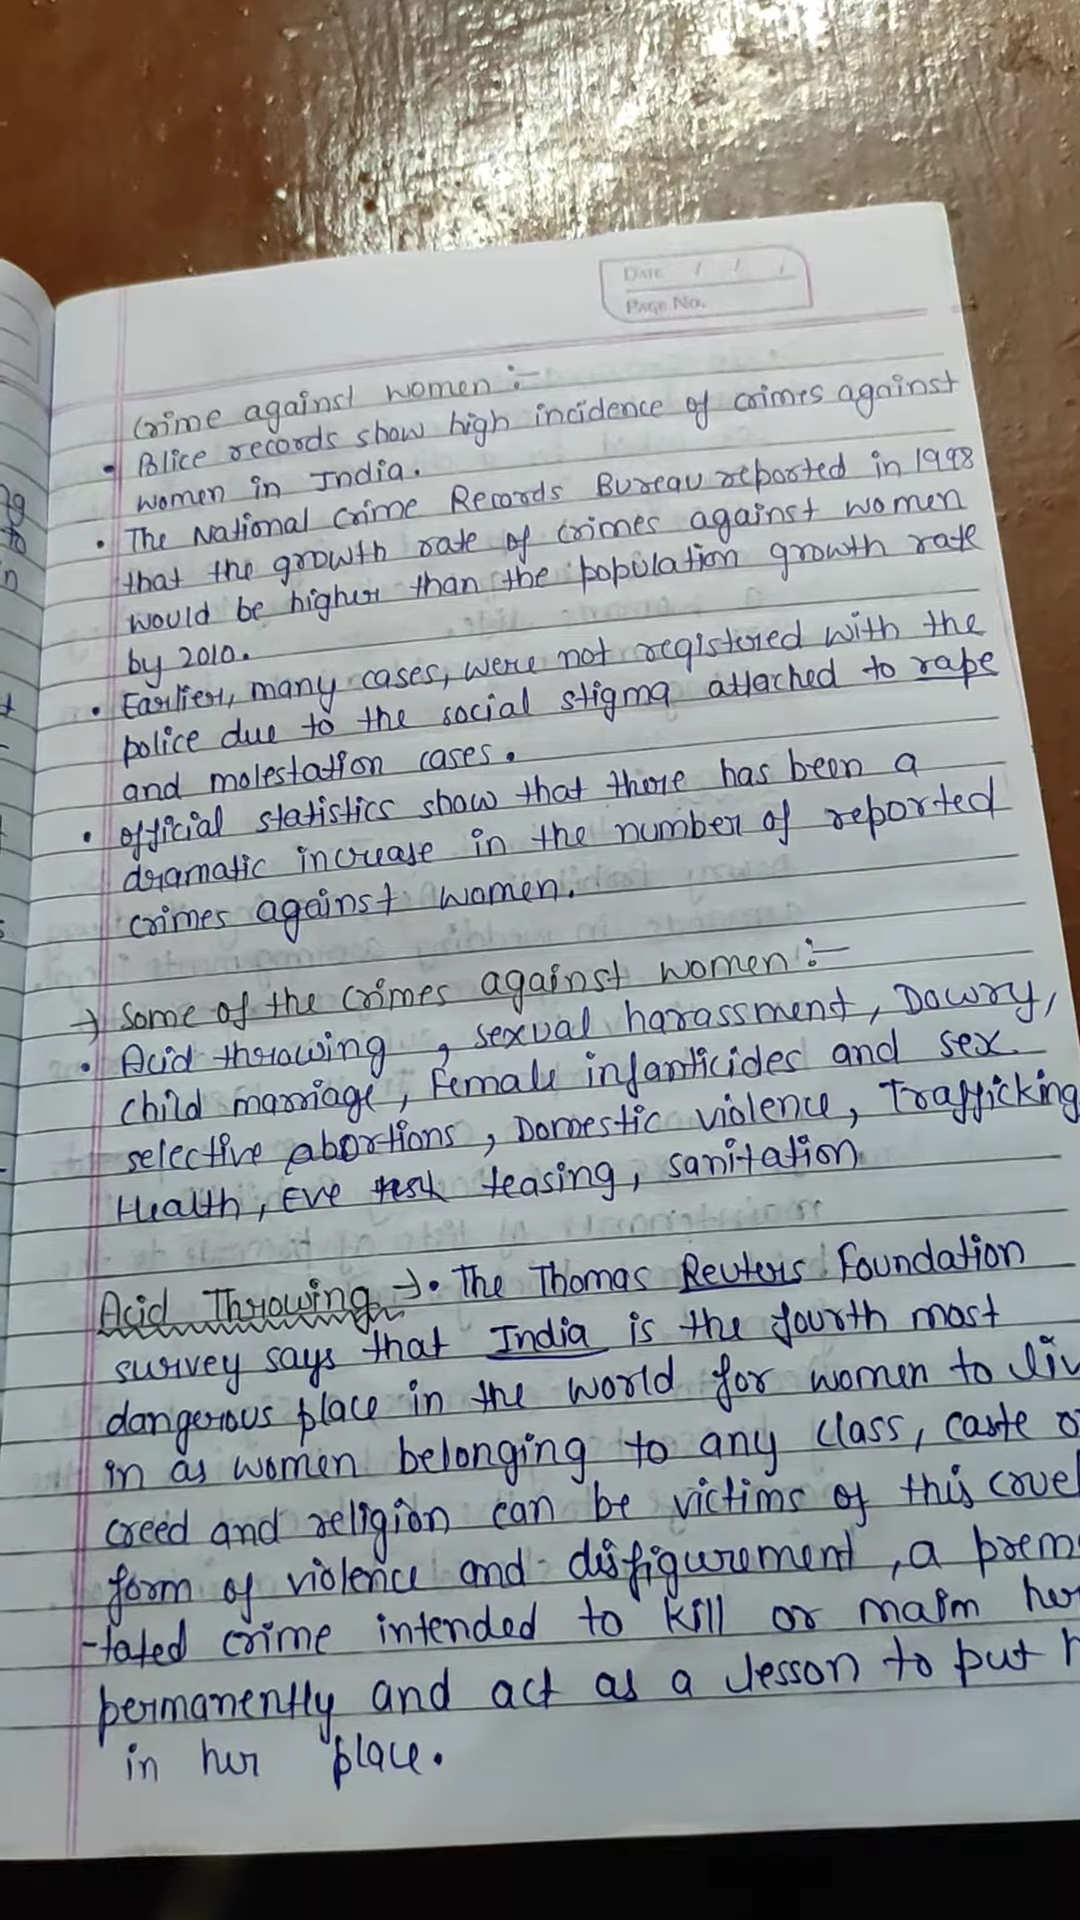 Date / / /
Page No.
Crime against women :-
• Police records show high incidence of crimes against
women in India.
• The National Crime Records Bureau reported in 1998
that the growth rate of crimes against women
would be higher than the population growth rate
by 2010.
• Earlier, many cases, were not registered with the
police due to the social stigma attached to rape
and molestation cases.
• official statistics show that there has been a
dramatic increase in the number of reported
crimes against women.
→ Some of the crimes against women :-
• Acid throwing, sexual harassment, Dowry,
child marriage, Female infanticides and sex
selective abortions, Domestic violence, Trafficking
Health, Eve teasing, sanitation
Acid Throwing → • The Thomas Reuters Foundation
survey says that India is the fourth most
dangerous place in the world for women to liv
in as women belonging to any class, caste o
creed and religion can be victims of this cruel
form of violence and disfigurement, a prem
-tated crime intended to kill or maim her
permanently and act as a lesson to put h
in her place.